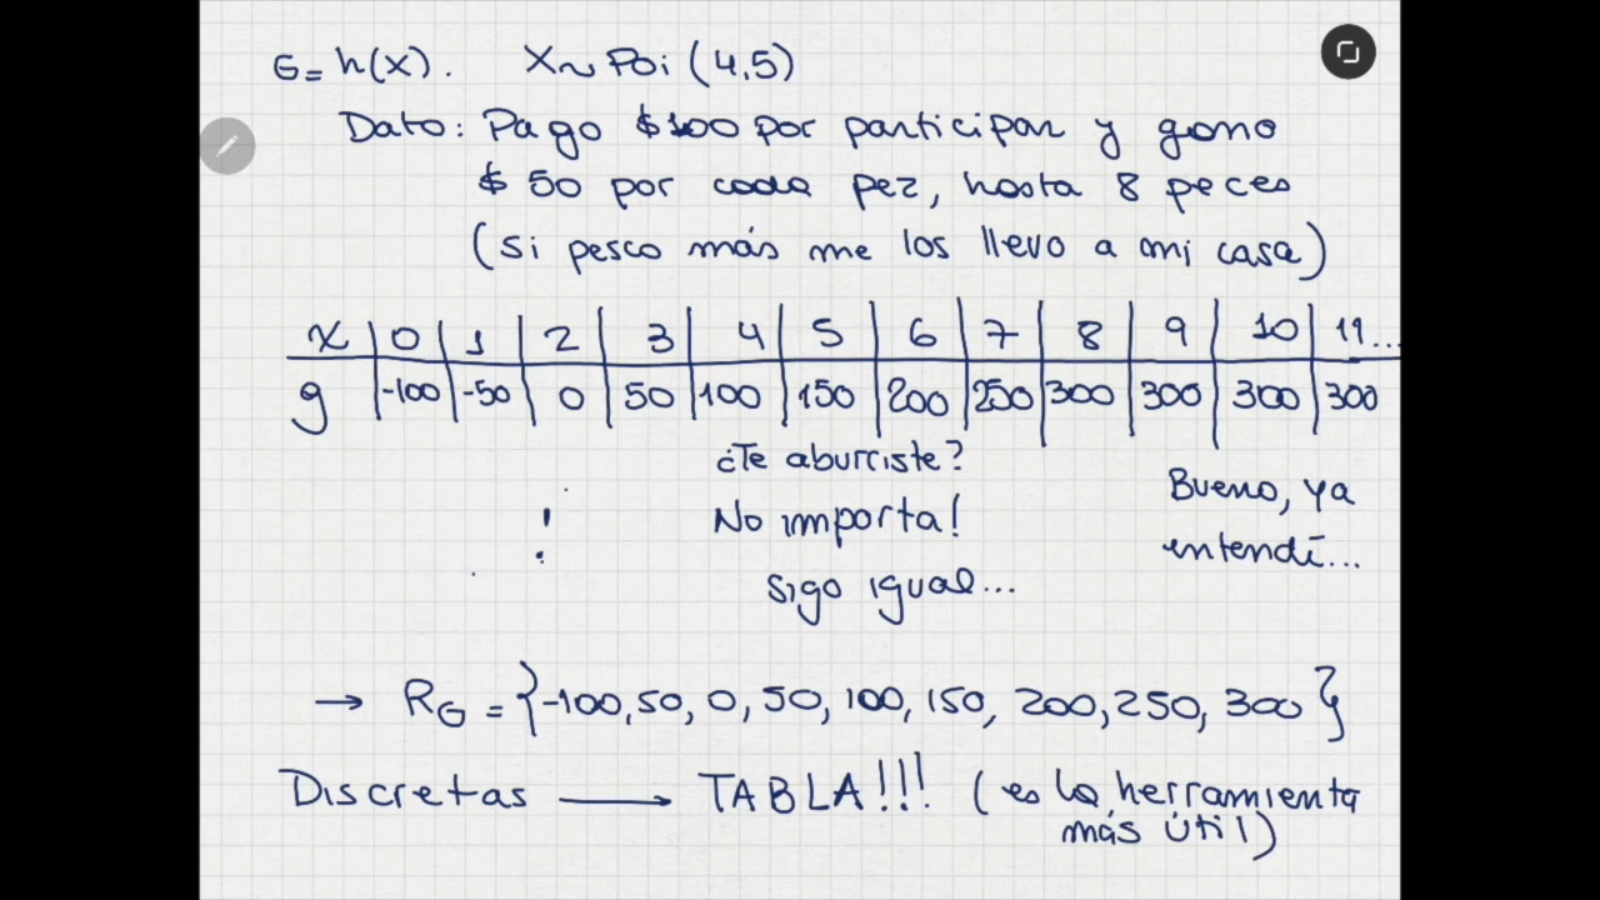 G = h(X). X ~ Poi (4,5)
Dato: Pago $100 por participar y gano
$ 50 por cada pez, hasta 8 peces
(si pesco más me los llevo a mi casa)
x | 0 | 1 | 2 | 3 | 4 | 5 | 6 | 7 | 8 | 9 | 10 | 11...
g | -100 | -50 | 0 | 50 | 100 | 150 | 200 | 250 | 300 | 300 | 300 | 300
¿Te aburriste?
No importa!
Sigo igual...
Bueno, ya
entendí...
!
→ RG = {-100, 50, 0, 50, 100, 150, 200, 250, 300}
Discretas → TABLA!!! (es la herramienta
más útil)